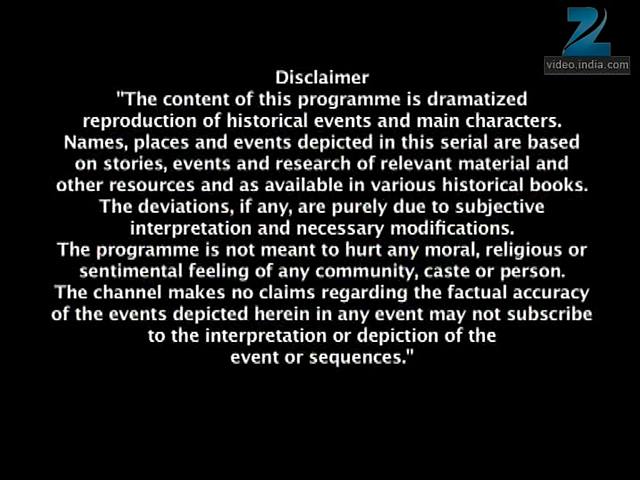 Z
video.india.com
Disclaimer
"The content of this programme is dramatized
reproduction of historical events and main characters.
Names, places and events depicted in this serial are based
on stories, events and research of relevant material and
other resources and as available in various historical books.
The deviations, if any, are purely due to subjective
interpretation and necessary modifications.
The programme is not meant to hurt any moral, religious or
sentimental feeling of any community, caste or person.
The channel makes no claims regarding the factual accuracy
of the events depicted herein in any event may not subscribe
to the interpretation or depiction of the
event or sequences."